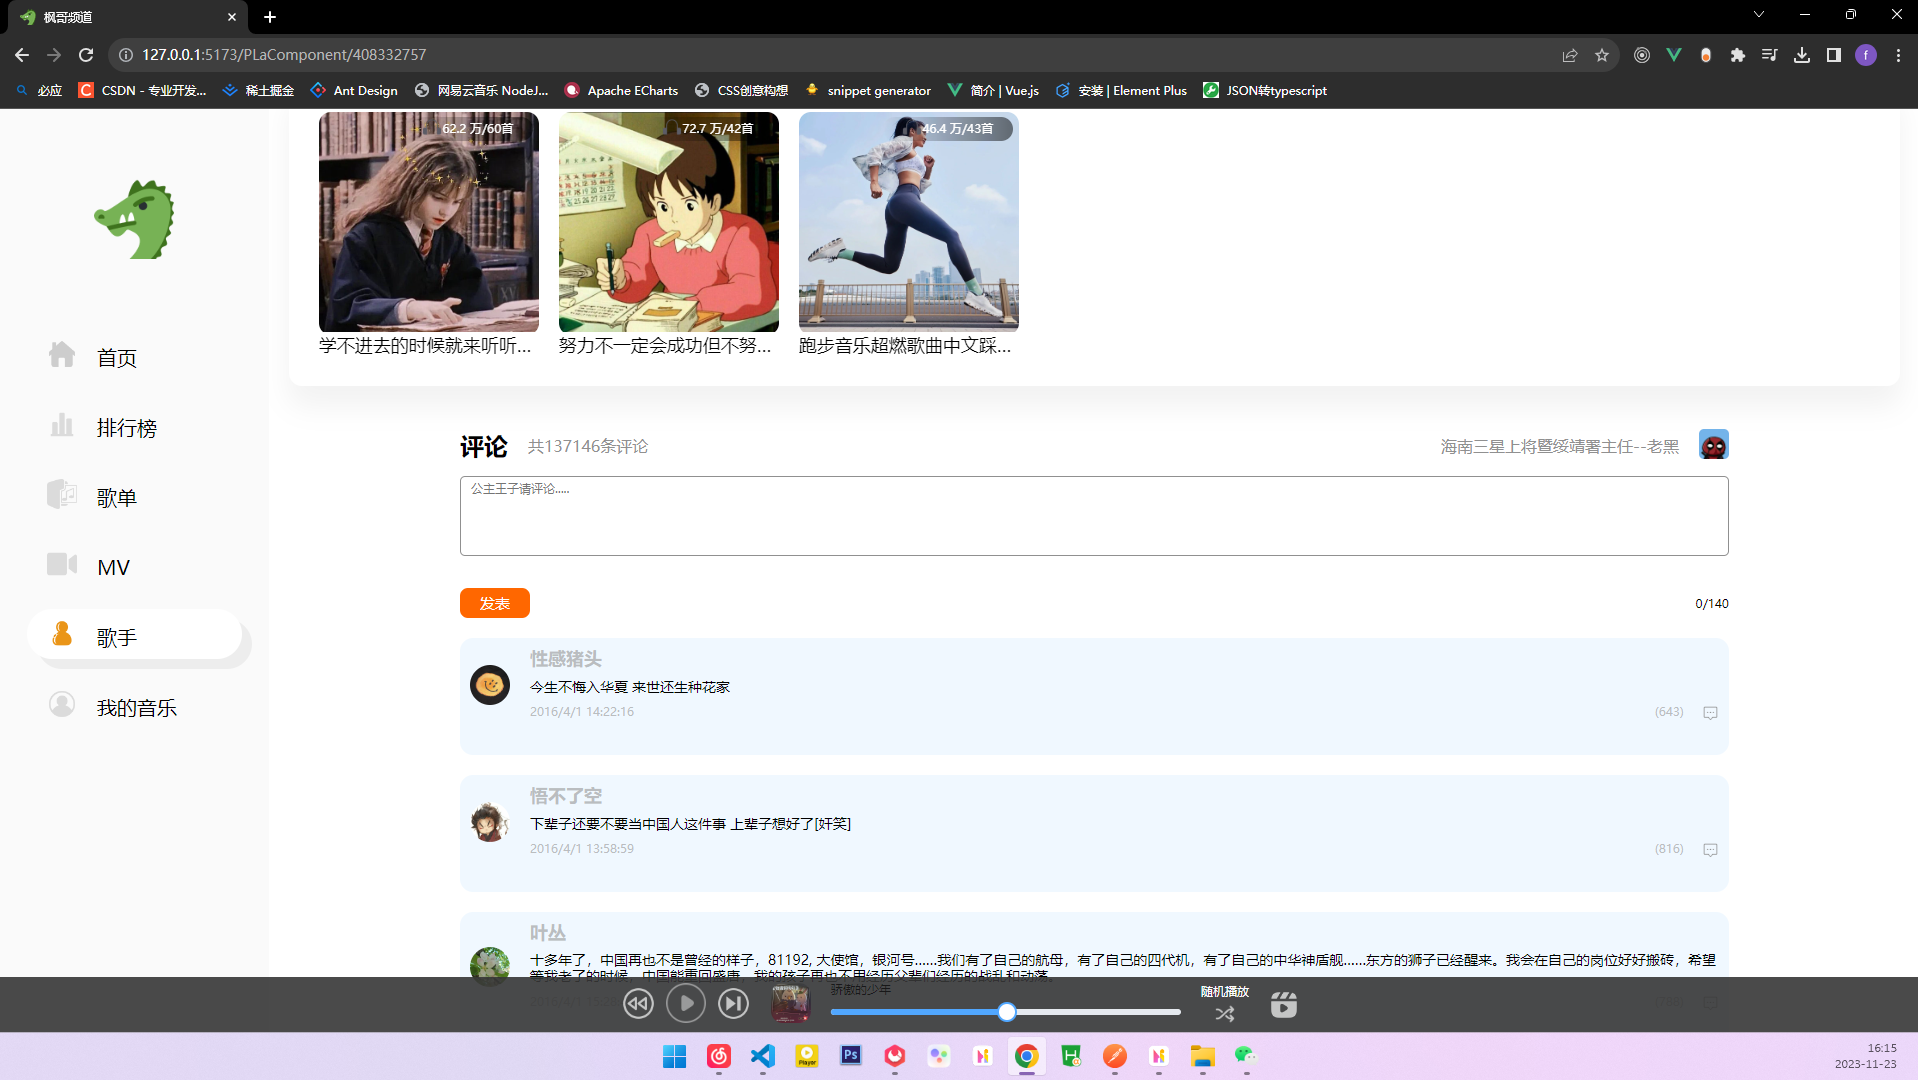 枫哥频道
127.0.0.1:5173/PLaComponent/408332757
f
必应
CSDN - 专业开发...
稀土掘金
Ant Design
网易云音乐 NodeJ...
Apache ECharts
CSS创意构想
snippet generator
简介 | Vue.js
安装 | Element Plus
JSON转typescript
62.2 万/60首
72.7 万/42首
46.4 万/43首
学不进去的时候就来听听...
努力不一定会成功但不努...
跑步音乐超燃歌曲中文踩...
首页
排行榜
歌单
MV
歌手
我的音乐
评论
共137146条评论
海南三星上将暨绥靖署主任--老黑
公主王子请评论.....
发表
0/140
性感猪头
今生不悔入华夏 来世还生种花家
2016/4/1 14:22:16
(643)
悟不了空
下辈子还要不要当中国人这件事 上辈子想好了[奸笑]
2016/4/1 13:58:59
(816)
叶丛
十多年了，中国再也不是曾经的样子，81192, 大使馆，银河号......我们有了自己的航母，有了自己的四代机，有了自己的中华神盾舰......东方的狮子已经醒来。我会在自己的岗位好好搬砖，希望
等我老了的时候，中国能重回盛唐，我的孩子再也不用经历父辈们经历的战乱和动荡。
骄傲的少年
随机播放
Player
Ps
16:15
2023-11-23